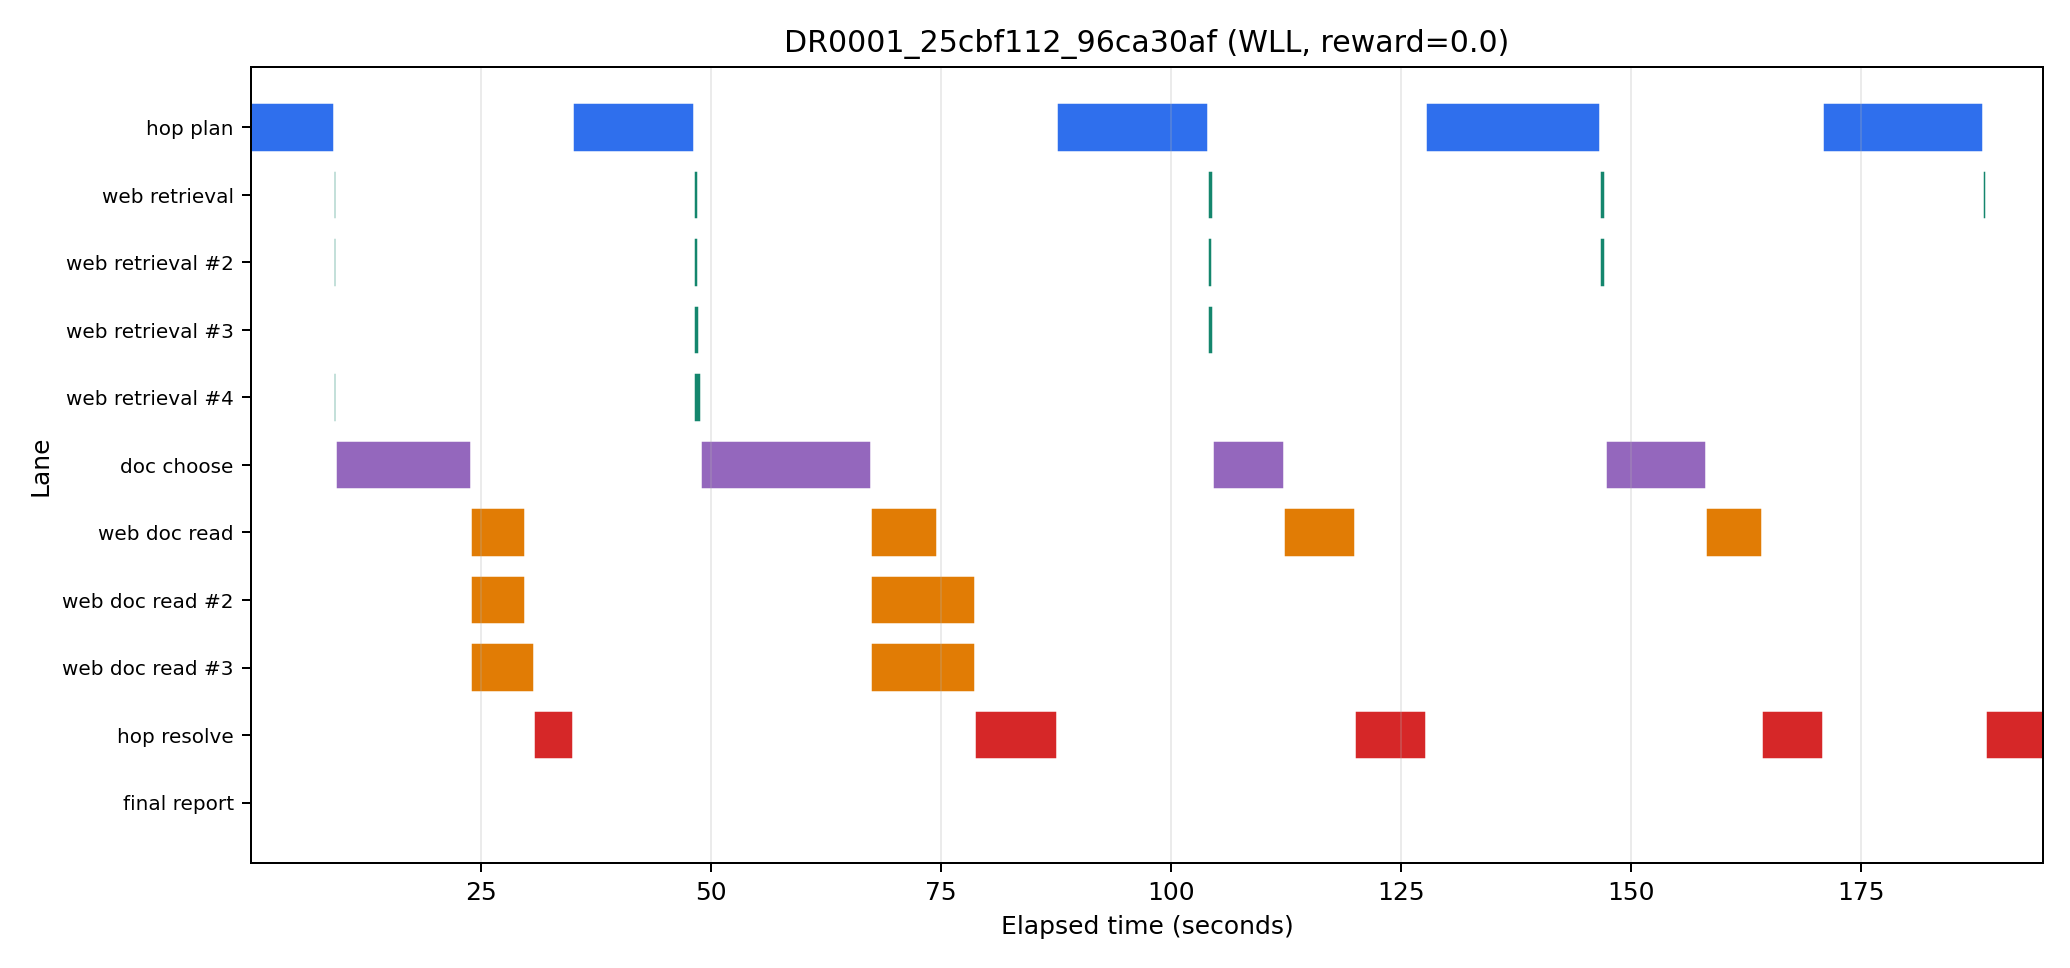 DR0001_25cbf112_96ca30af (WLL, reward=0.0)
hop plan
web retrieval
web retrieval #2
web retrieval #3
web retrieval #4
doc choose
web doc read
web doc read #2
web doc read #3
hop resolve
final report
Lane
25 50 75 100 125 150 175
Elapsed time (seconds)